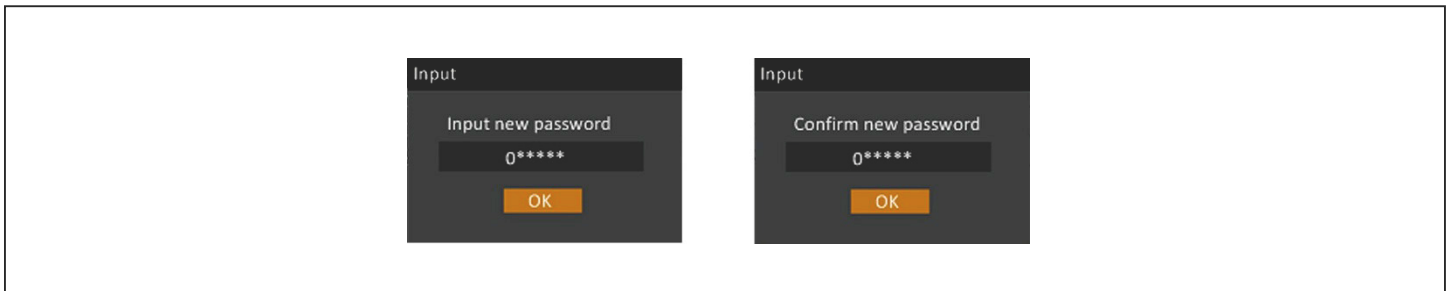 Input
Input new password
0*****
OK
Input
Confirm new password
0*****
OK